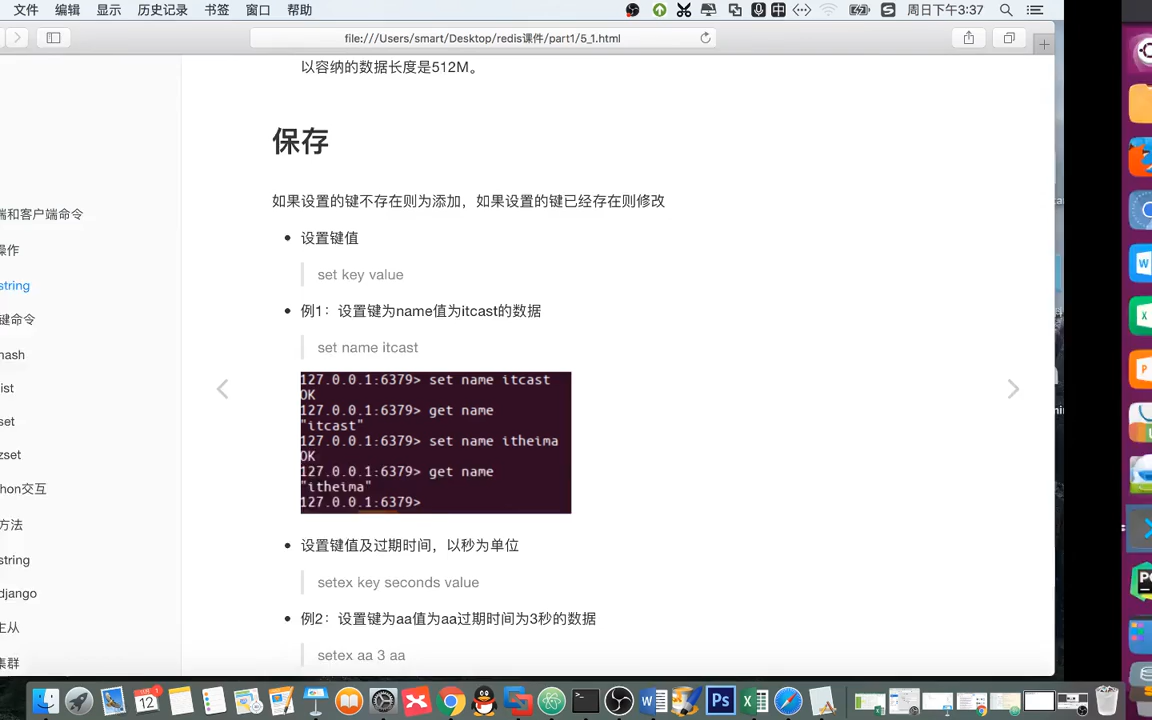 文件 编辑 显示 历史记录 书签 窗口 帮助 周日下午3:37
file:///Users/smart/Desktop/redis课件/part1/5_1.html
以容纳的数据长度是512M。
保存
如果设置的键不存在则为添加，如果设置的键已经存在则修改
设置键值
set key value
例1：设置键为name值为itcast的数据
set name itcast
127.0.0.1:6379> set name itcast
OK
127.0.0.1:6379> get name
"itcast"
127.0.0.1:6379> set name itheima
OK
127.0.0.1:6379> get name
"itheima"
127.0.0.1:6379>
设置键值及过期时间，以秒为单位
setex key seconds value
例2：设置键为aa值为aa过期时间为3秒的数据
setex aa 3 aa
端和客户端命令
操作
string
键命令
hash
list
set
zset
thon交互
方法
string
django
主从
集群
12
Ps